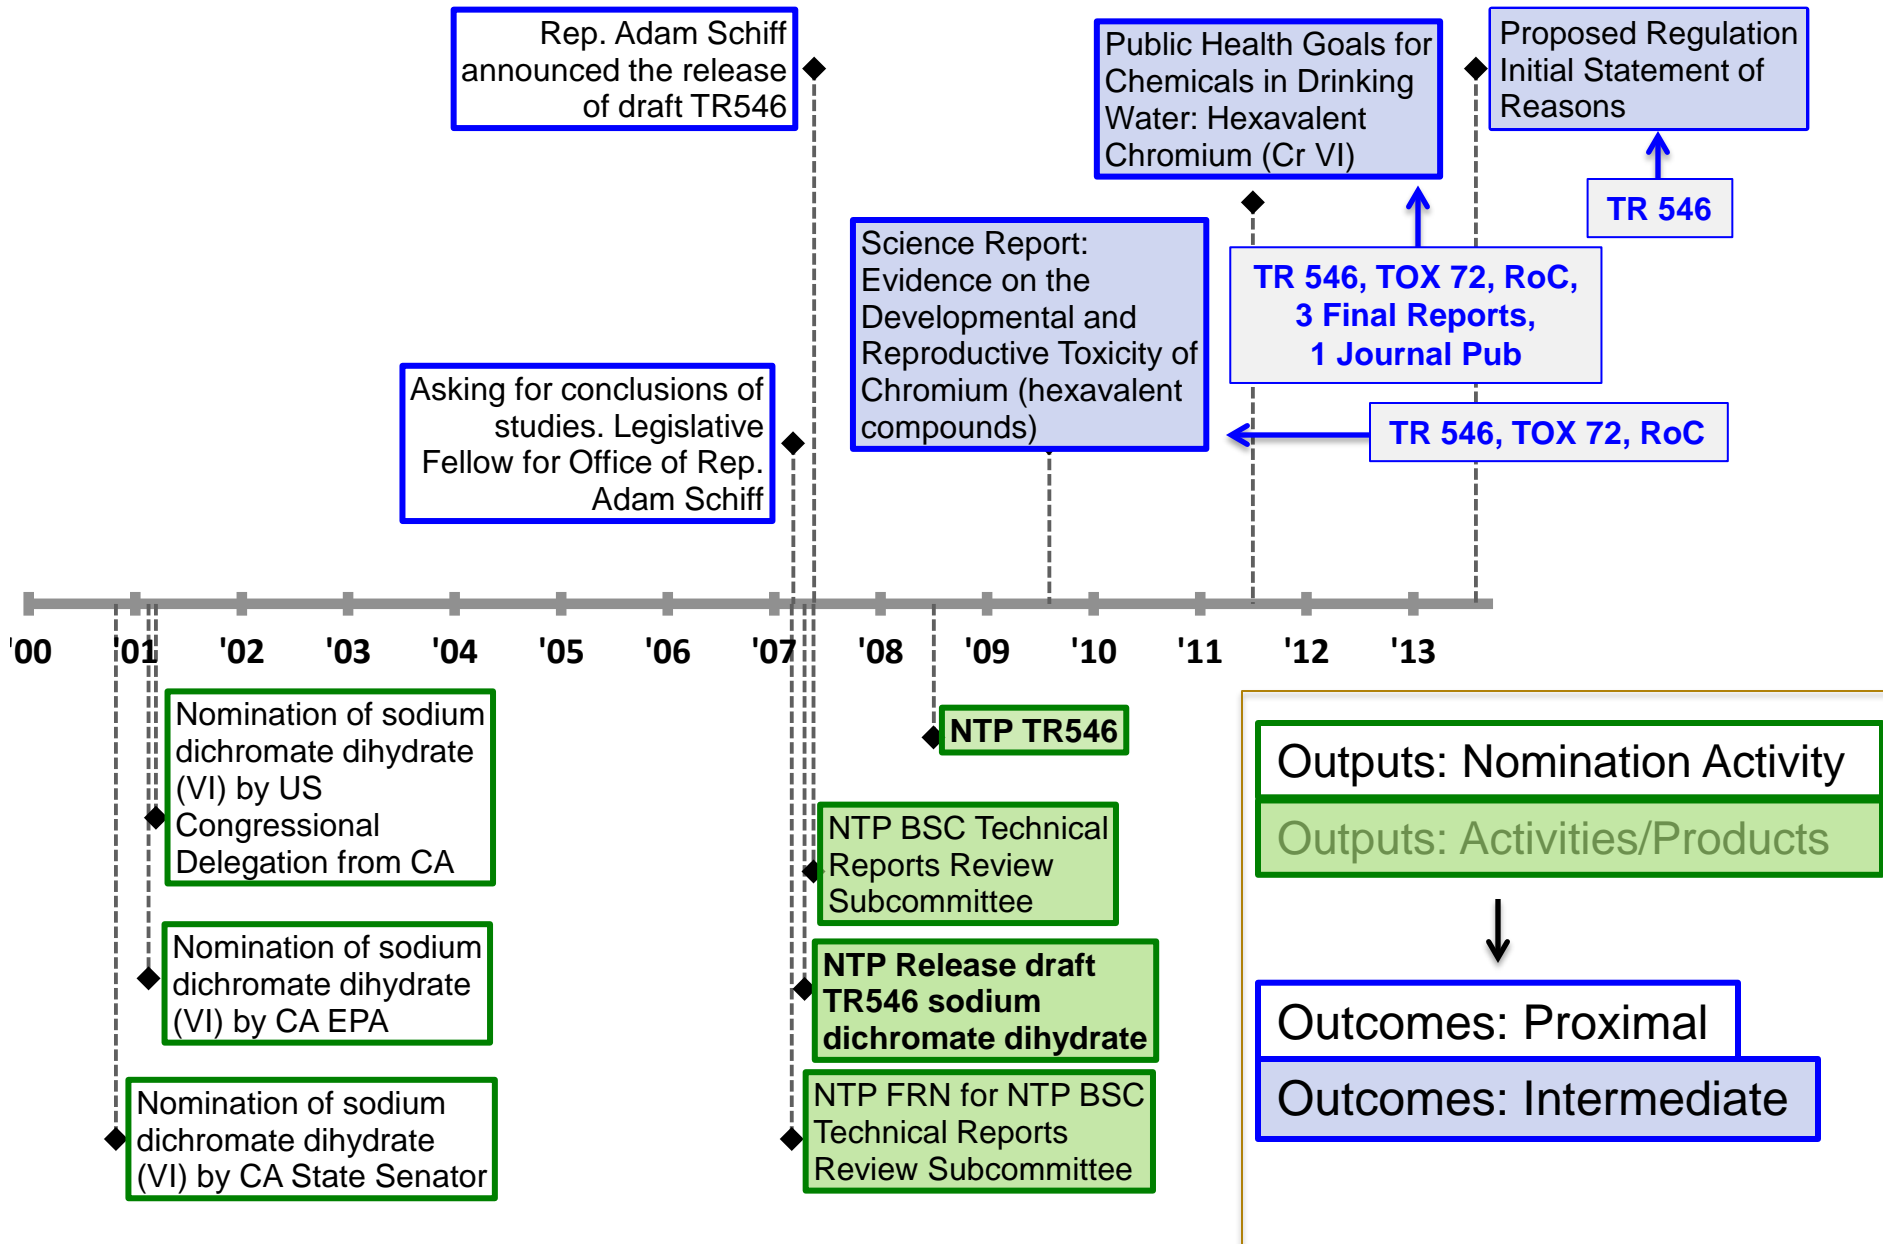 Rep. Adam Schiff
announced the release
of draft TR546
Public Health Goals for
Chemicals in Drinking
Water: Hexavalent
Chromium (Cr VI)
Proposed Regulation
Initial Statement of
Reasons
TR 546
Science Report:
Evidence on the
Developmental and
Reproductive Toxicity of
Chromium (hexavalent
compounds)
TR 546, TOX 72, RoC,
3 Final Reports,
1 Journal Pub
Asking for conclusions of
studies. Legislative
Fellow for Office of Rep.
Adam Schiff
TR 546, TOX 72, RoC
'00 '01 '02 '03 '04 '05 '06 '07 '08 '09 '10 '11 '12 '13
Nomination of sodium
dichromate dihydrate
(VI) by US
Congressional
Delegation from CA
Nomination of sodium
dichromate dihydrate
(VI) by CA EPA
Nomination of sodium
dichromate dihydrate
(VI) by CA State Senator
NTP TR546
NTP BSC Technical
Reports Review
Subcommittee
NTP Release draft
TR546 sodium
dichromate dihydrate
NTP FRN for NTP BSC
Technical Reports
Review Subcommittee
Outputs: Nomination Activity
Outputs: Activities/Products
Outcomes: Proximal
Outcomes: Intermediate